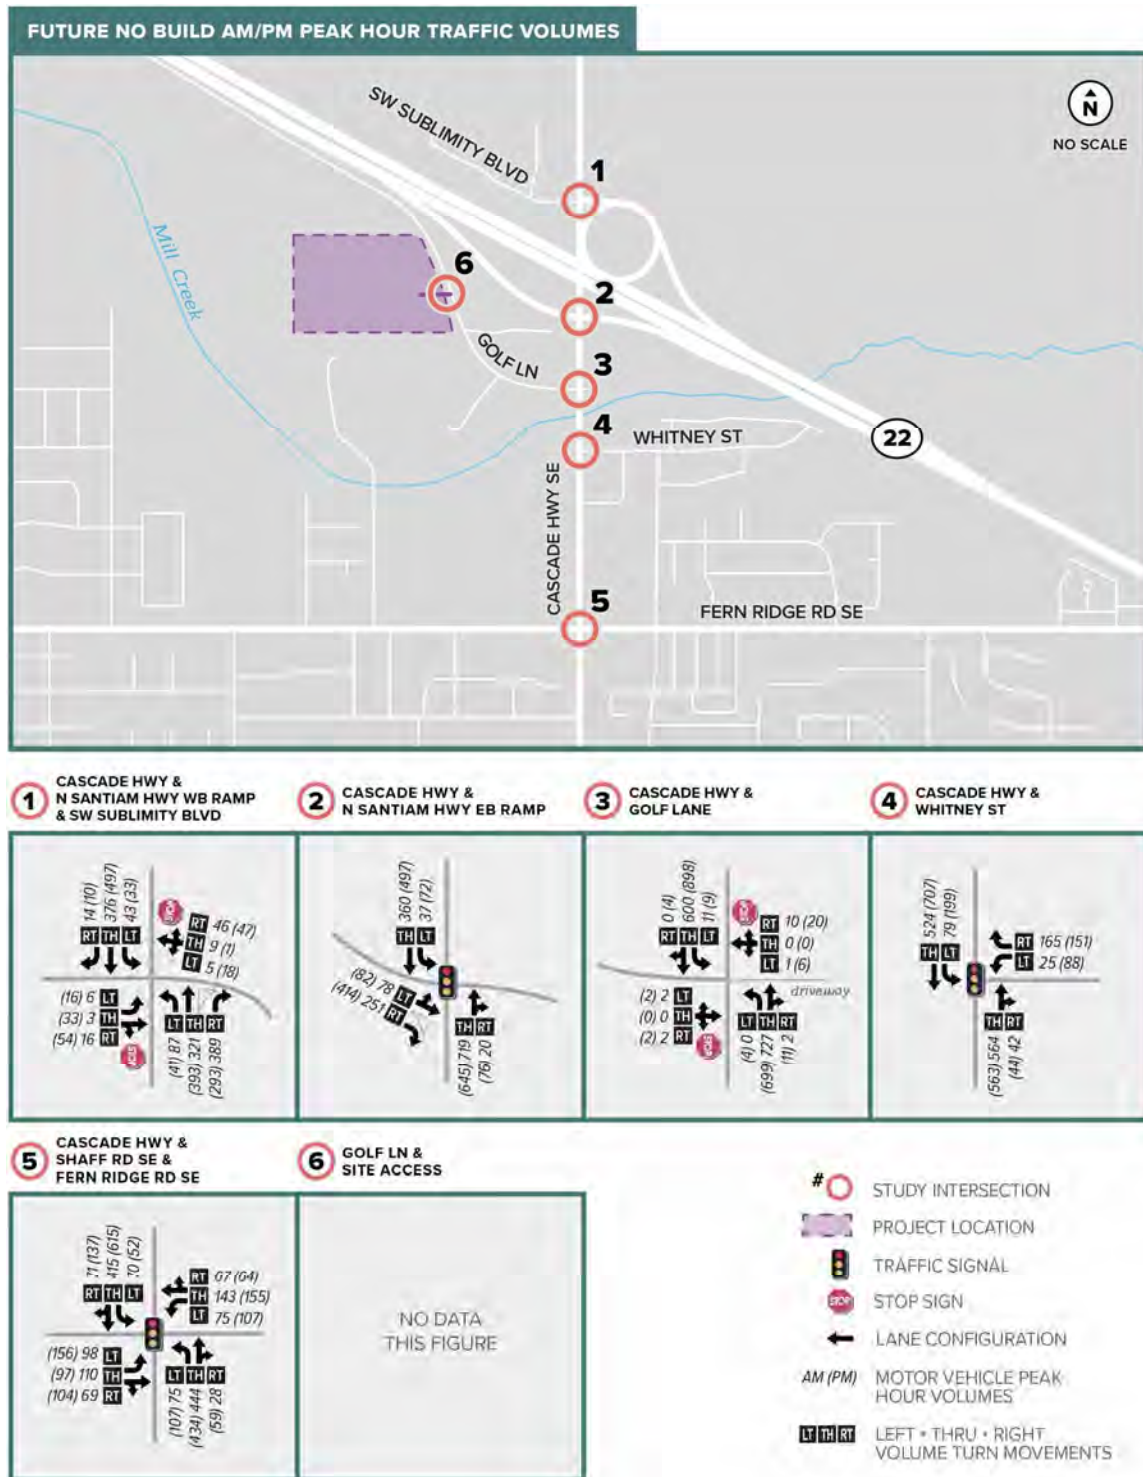 FUTURE NO BUILD AM/PM PEAK HOUR TRAFFIC VOLUMES
N
NO SCALE
SW SUBLIMITY BLVD
1
Mill Creek
6
2
GOLF LN
3
4
WHITNEY ST
22
CASCADE HWY SE
5
FERN RIDGE RD SE
1
CASCADE HWY &
N SANTIAM HWY WB RAMP
& SW SUBLIMITY BLVD
14 (10)
376 (497)
43 (33)
RT TH LT
STOP
RT 46 (47)
TH 9 (1)
LT 5 (18)
(16) 6 LT
(33) 3 TH
(54) 16 RT
STOP
LT TH RT
(41) 87
(393) 321
(293) 389
2
CASCADE HWY &
N SANTIAM HWY EB RAMP
360 (497)
37 (72)
TH LT
(82) 78 LT
(414) 251 RT
TH RT
(645) 719
(76) 20
3
CASCADE HWY &
GOLF LANE
0 (4)
600 (898)
11 (9)
RT TH LT
STOP
RT 10 (20)
TH 0 (0)
LT 1 (6)
driveway
(2) 2 LT
(0) 0 TH
(2) 2 RT
STOP
LT TH RT
(4) 0
(699) 727
(11) 2
4
CASCADE HWY &
WHITNEY ST
524 (707)
79 (199)
TH LT
RT 165 (151)
LT 25 (88)
TH RT
(563) 564
(44) 42
5
CASCADE HWY &
SHAFF RD SE &
FERN RIDGE RD SE
(137)
(615)
(52)
RT TH LT
RT
TH 143 (155)
LT 75 (107)
(156) 98 LT
(97) 110 TH
(104) 69 RT
LT TH RT
(107) 75
(434) 444
(59) 28
6
GOLF LN &
SITE ACCESS
NO DATA
THIS FIGURE
# STUDY INTERSECTION
PROJECT LOCATION
TRAFFIC SIGNAL
STOP STOP SIGN
LANE CONFIGURATION
AM (PM) MOTOR VEHICLE PEAK
HOUR VOLUMES
LT TH RT LEFT • THRU • RIGHT
VOLUME TURN MOVEMENTS